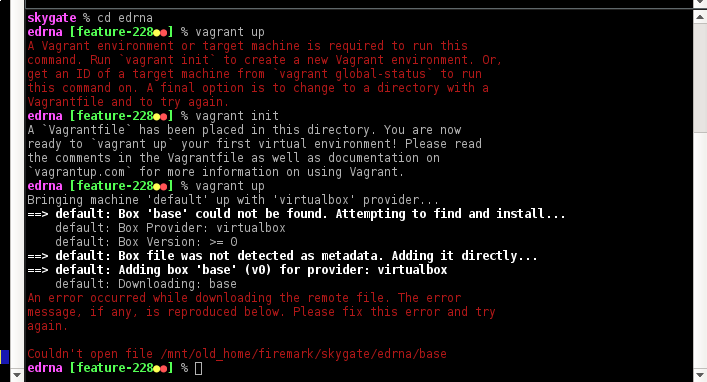 skygate % cd edrna
edrna [feature-228●●] % vagrant up
A Vagrant environment or target machine is required to run this
command. Run `vagrant init` to create a new Vagrant environment. Or,
get an ID of a target machine from `vagrant global-status` to run
this command on. A final option is to change to a directory with a
Vagrantfile and to try again.
edrna [feature-228●●] % vagrant init
A `Vagrantfile` has been placed in this directory. You are now
ready to `vagrant up` your first virtual environment! Please read
the comments in the Vagrantfile as well as documentation on
`vagrantup.com` for more information on using Vagrant.
edrna [feature-228●●] % vagrant up
Bringing machine 'default' up with 'virtualbox' provider...
==> default: Box 'base' could not be found. Attempting to find and install...
    default: Box Provider: virtualbox
    default: Box Version: >= 0
==> default: Box file was not detected as metadata. Adding it directly...
==> default: Adding box 'base' (v0) for provider: virtualbox
    default: Downloading: base
An error occurred while downloading the remote file. The error
message, if any, is reproduced below. Please fix this error and try
again.
Couldn't open file /mnt/old_home/firemark/skygate/edrna/base
edrna [feature-228●●] %